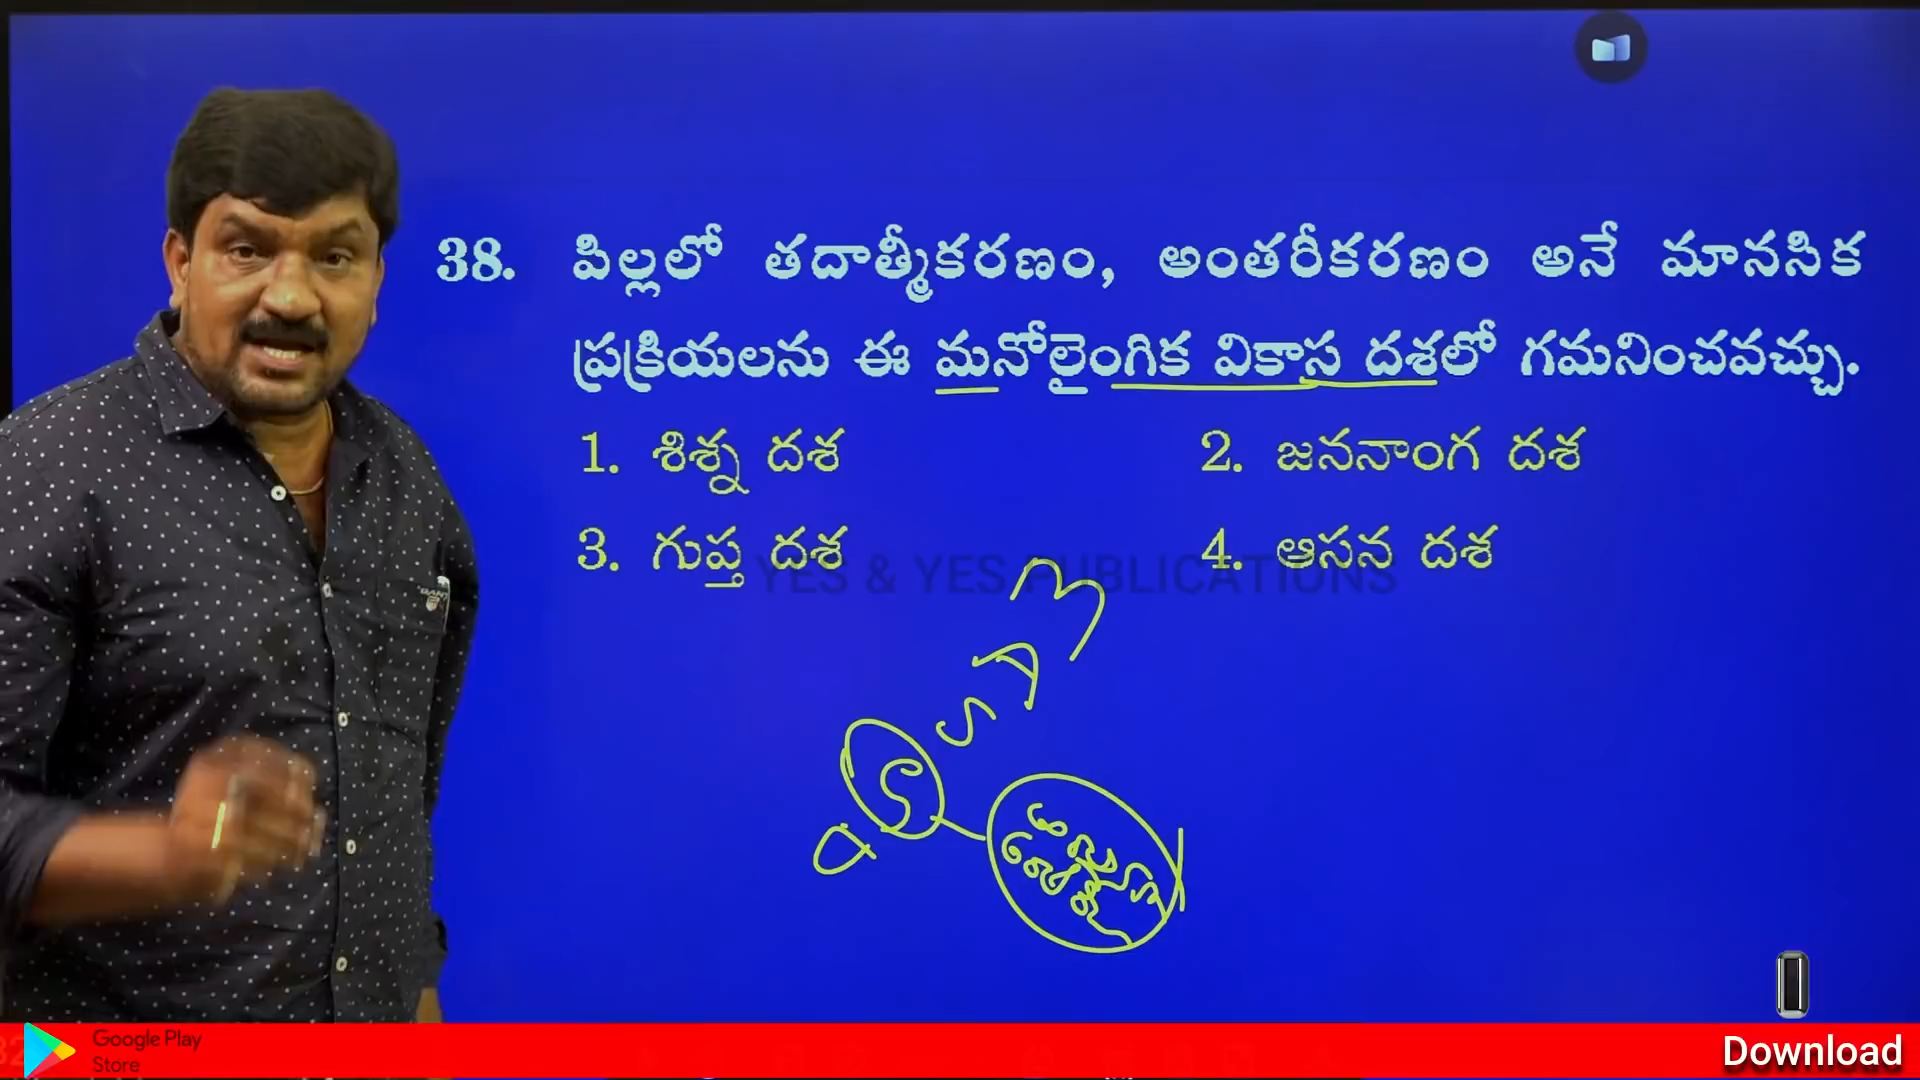 38. పిల్లలో తదాత్మీకరణం, అంతరీకరణం అనే మానసిక
ప్రక్రియలను ఈ మనోలైంగిక వికాస దశలో గమనించవచ్చు.
1. శిశ్న దశ 2. జననాంగ దశ
3. గుప్త దశ 4. ఆసన దశ
YES & YES PUBLICATIONS
Google Play
Store
Download